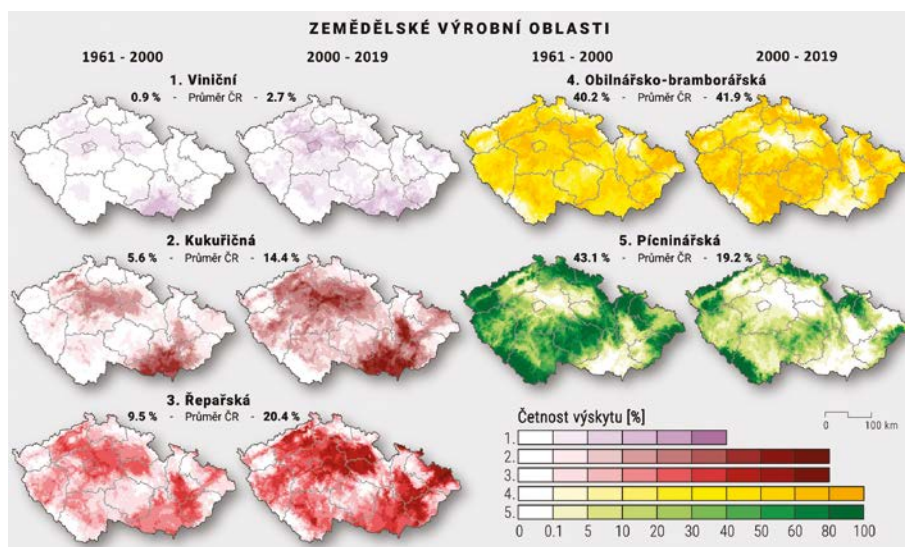 ZEMĚDĚLSKÉ VÝROBNÍ OBLASTI
1961 - 2000
2000 - 2019
1. Viniční
0.9 % - Průměr ČR - 2.7 %
2. Kukuřičná
5.6 % - Průměr ČR - 14.4 %
3. Řepařská
9.5 % - Průměr ČR - 20.4 %
1961 - 2000
2000 - 2019
4. Obilnářsko-bramborářská
40.2 % - Průměr ČR - 41.9 %
5. Pícninářská
43.1 % - Průměr ČR - 19.2 %
Četnost výskytu [%]
0 100 km
1.
2.
3.
4.
5.
0 0.1 5 10 20 30 40 50 60 80 100